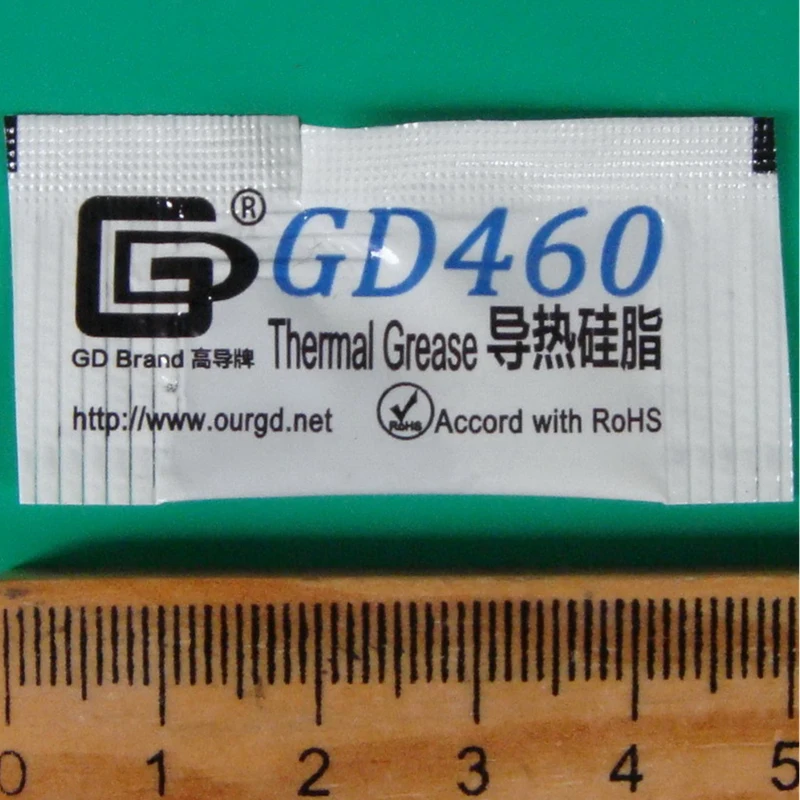 GD ® GD460
GD Brand 高导牌 Thermal Grease 导热硅脂
http://www.ourgd.net RoHS Accord with RoHS
0 1 2 3 4 5